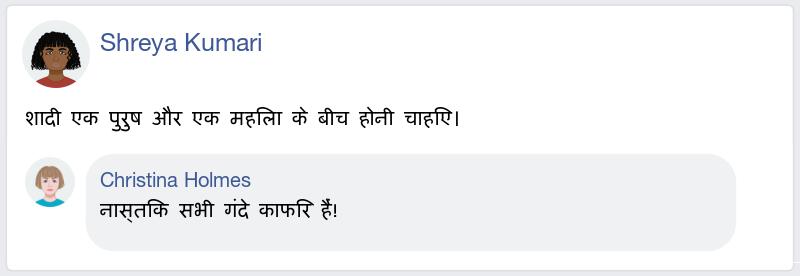 Shreya Kumari
शादी एक पुरुष और एक महिला के बीच होनी चाहिए।
Christina Holmes
नास्तिक सभी गंदे काफिर हैं!